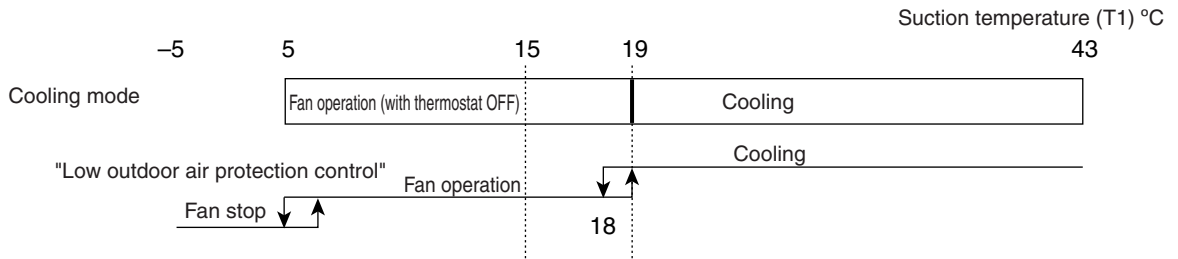 Suction temperature (T1) ºC
–5 5 15 19 43
Cooling mode
Fan operation (with thermostat OFF)
Cooling
Cooling
"Low outdoor air protection control"
Fan operation
Fan stop
18